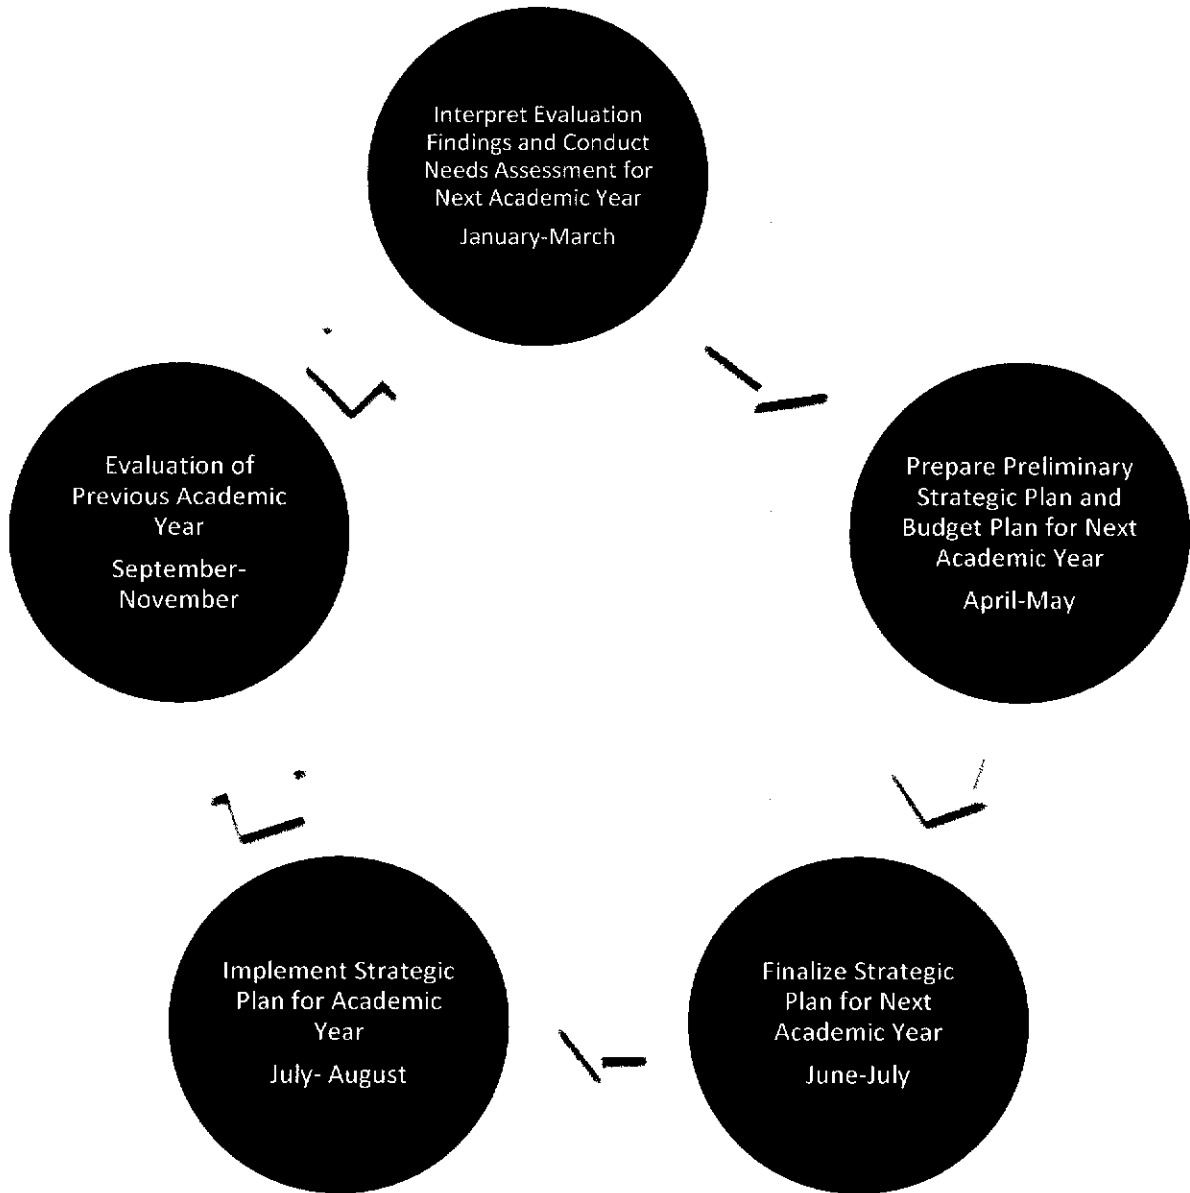 Interpret Evaluation
Findings and Conduct
Needs Assessment for
Next Academic Year
January-March
Prepare Preliminary
Strategic Plan and
Budget Plan for Next
Academic Year
April-May
Finalize Strategic
Plan for Next
Academic Year
June-July
Implement Strategic
Plan for Academic
Year
July- August
Evaluation of
Previous Academic
Year
September-
November